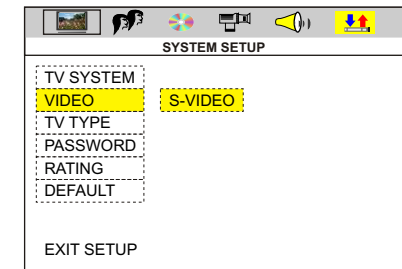 SYSTEM SETUP
TV SYSTEM
VIDEO S-VIDEO
TV TYPE
PASSWORD
RATING
DEFAULT
EXIT SETUP